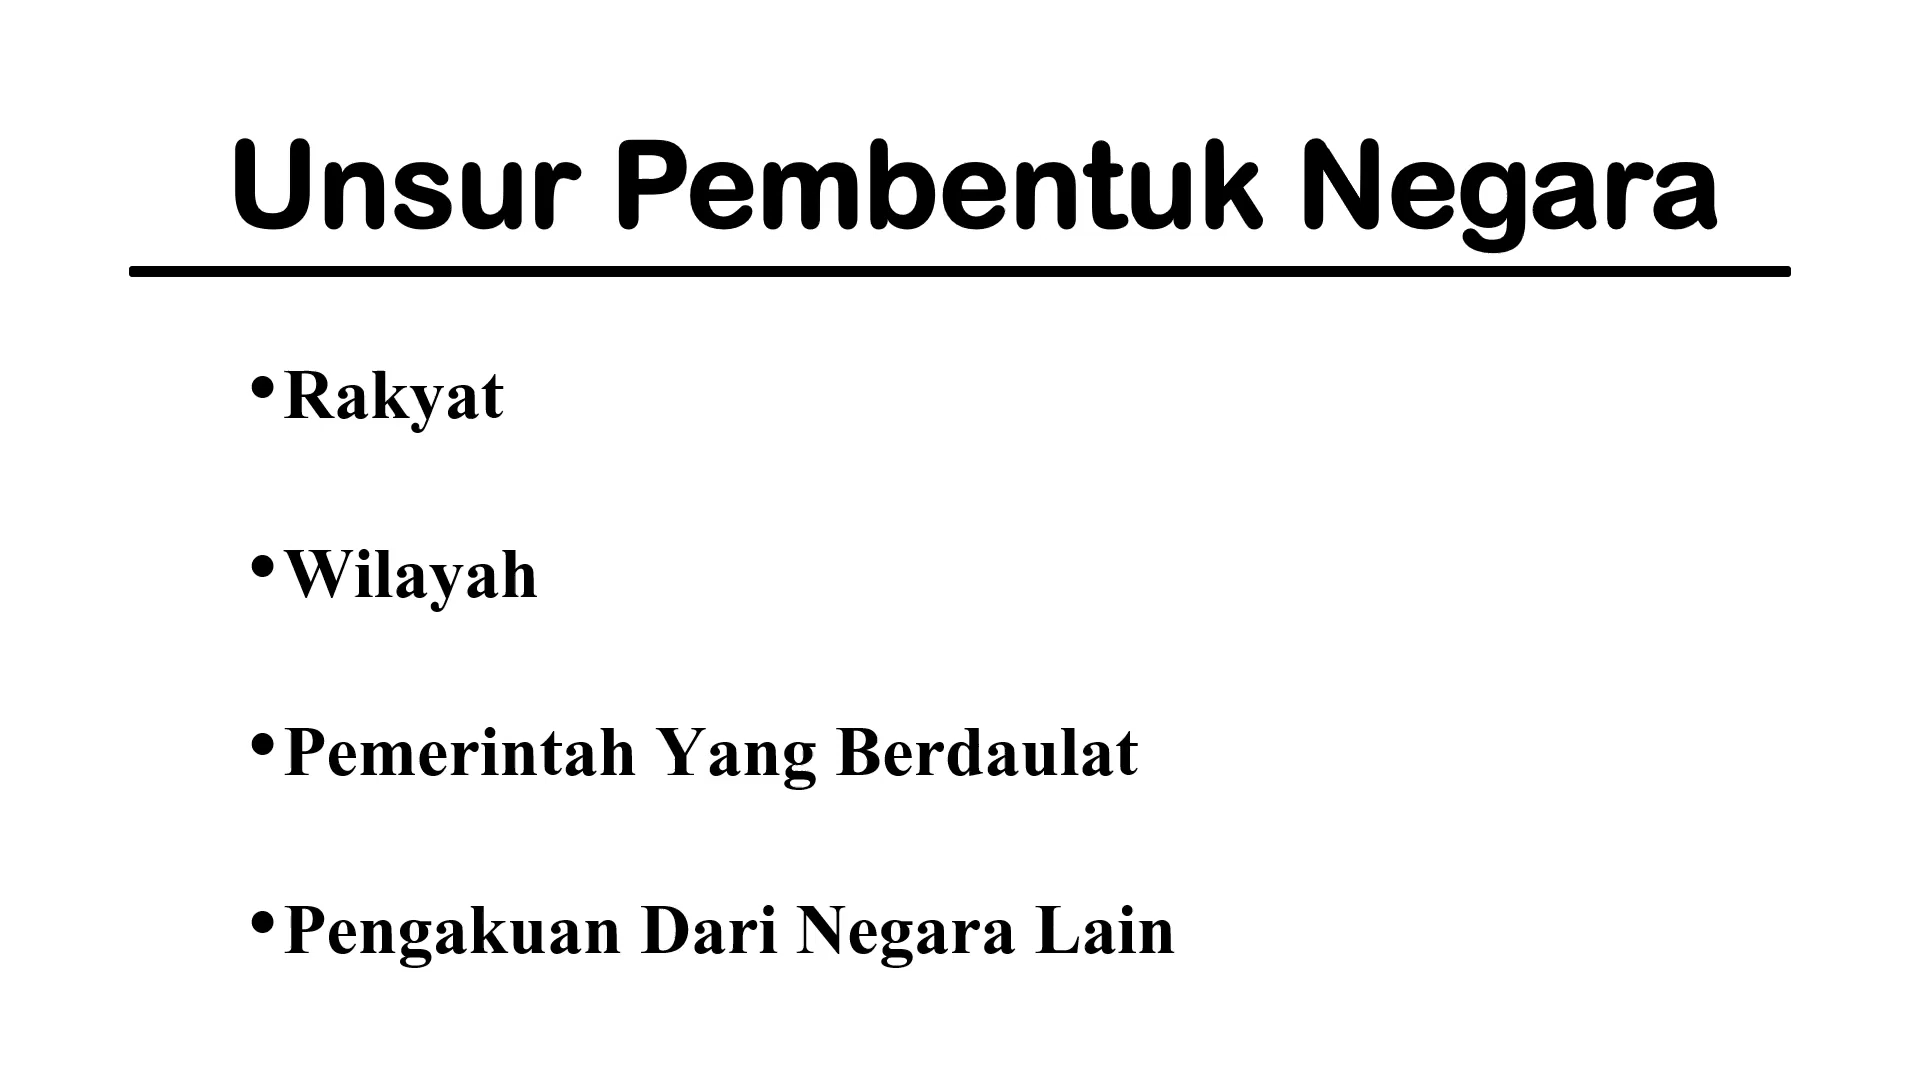 Unsur Pembentuk Negara
•Rakyat
•Wilayah
•Pemerintah Yang Berdaulat
•Pengakuan Dari Negara Lain